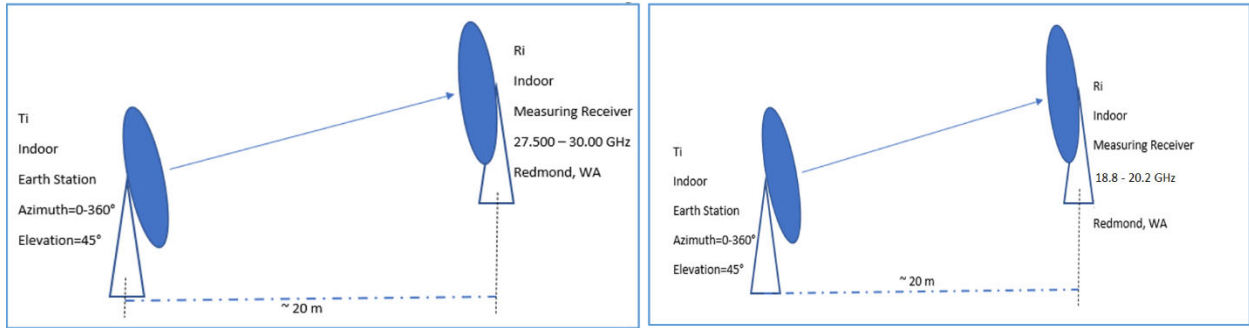 Ti
Indoor
Earth Station
Azimuth=0-360°
Elevation=45°
Ri
Indoor
Measuring Receiver
27.500 – 30.00 GHz
Redmond, WA
~ 20 m
Ti
Indoor
Earth Station
Azimuth=0-360°
Elevation=45°
Ri
Indoor
Measuring Receiver
18.8 - 20.2 GHz
Redmond, WA
~ 20 m